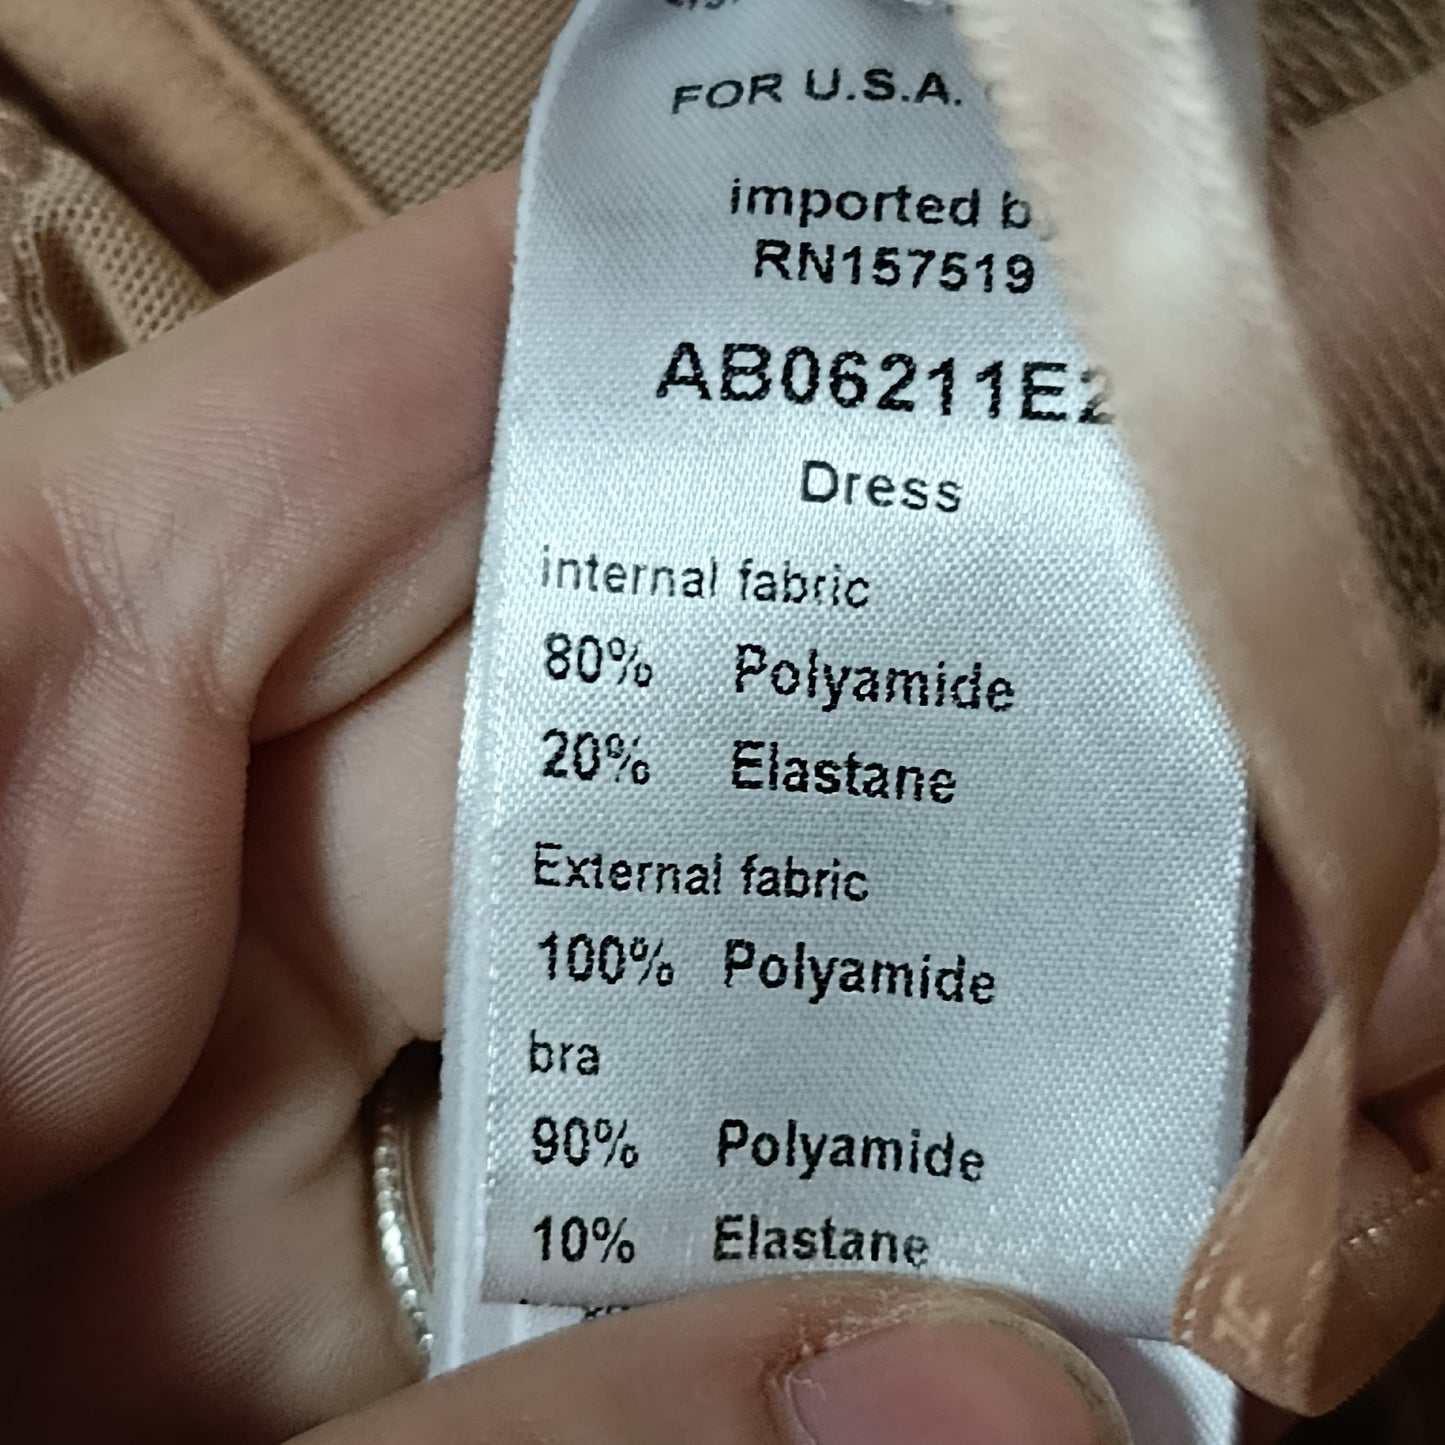 FOR U.S.A.
imported b
RN157519
AB06211E2
Dress
internal fabric
80% Polyamide
20% Elastane
External fabric
100% Polyamide
bra
90% Polyamide
10% Elastane